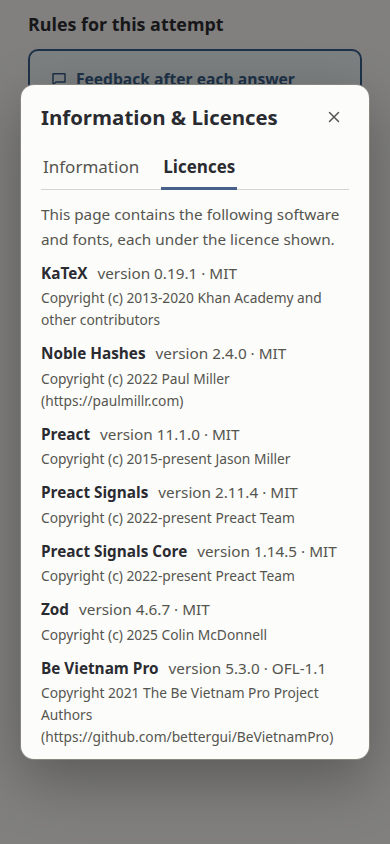 Rules for this attempt
Feedback after each answer
Information & Licences
Information Licences
This page contains the following software
and fonts, each under the licence shown.
KaTeX version 0.19.1 · MIT
Copyright (c) 2013-2020 Khan Academy and
other contributors
Noble Hashes version 2.4.0 · MIT
Copyright (c) 2022 Paul Miller
(https://paulmillr.com)
Preact version 11.1.0 · MIT
Copyright (c) 2015-present Jason Miller
Preact Signals version 2.11.4 · MIT
Copyright (c) 2022-present Preact Team
Preact Signals Core version 1.14.5 · MIT
Copyright (c) 2022-present Preact Team
Zod version 4.6.7 · MIT
Copyright (c) 2025 Colin McDonnell
Be Vietnam Pro version 5.3.0 · OFL-1.1
Copyright 2021 The Be Vietnam Pro Project
Authors
(https://github.com/bettergui/BeVietnamPro)